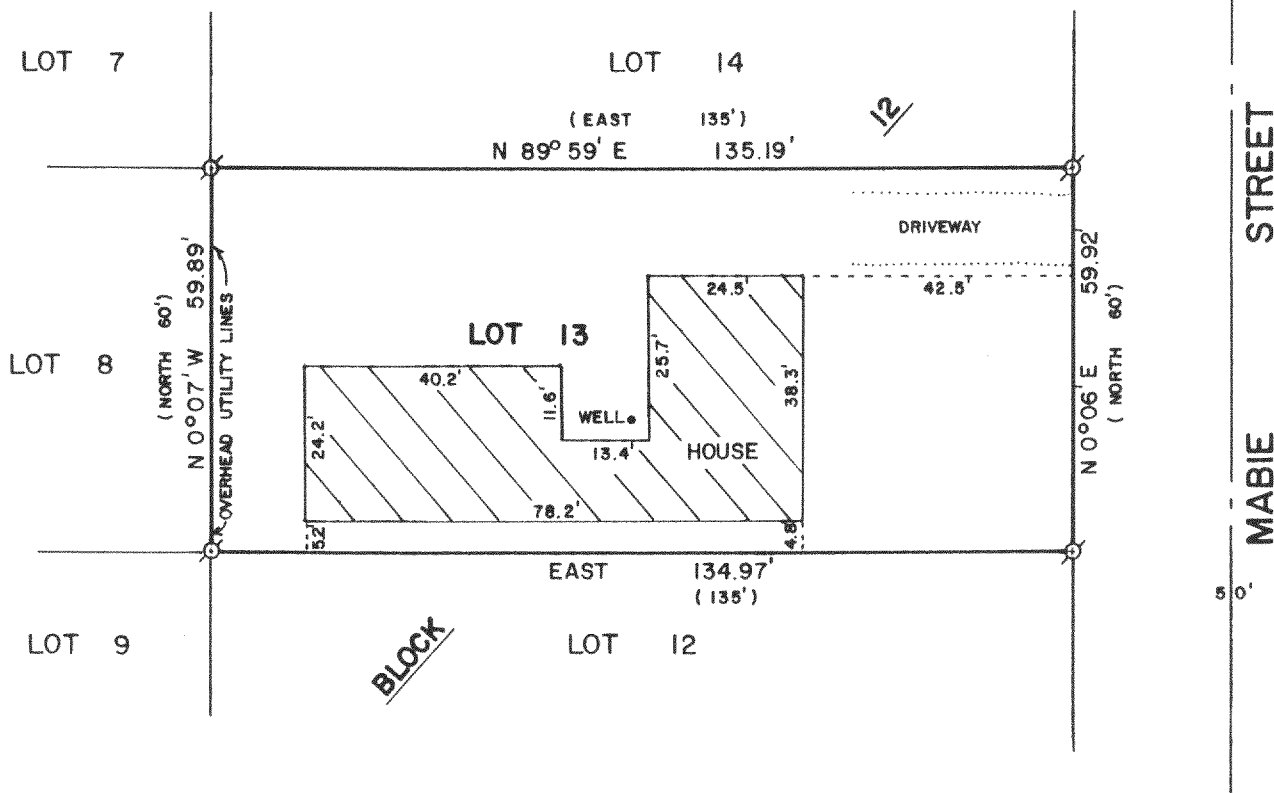 LOT 7
LOT 14
12
( EAST 135' )
N 89° 59' E 135.19'
STREET
DRIVEWAY
59.92'
( NORTH 60')
N 0° 06' E
42.5'
24.5'
LOT 13
59.89'
(NORTH 60')
N 0° 07' W
OVERHEAD UTILITY LINES
LOT 8
40.2'
11.6'
25.7'
38.3'
WELL
24.2'
13.4'
HOUSE
78.2'
5.2'
4.8'
MABIE
EAST 134.97'
( 135')
50'
LOT 9
BLOCK
LOT 12